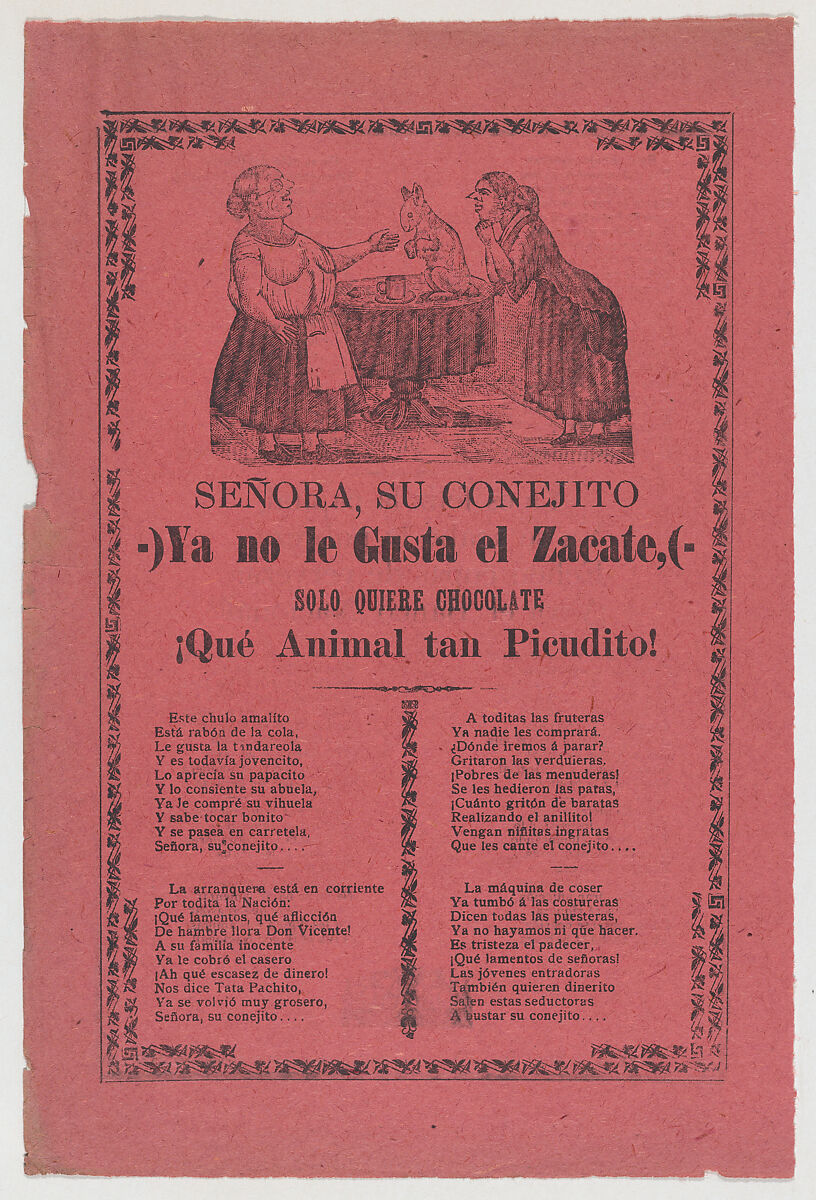 SEÑORA, SU CONEJITO
-)Ya no le Gusta el Zacate,(-
SOLO QUIERE CHOCOLATE
¡Qué Animal tan Picudito!
Este chulo amalíto
Está rabón de la cola,
Le gusta la tandareola
Y es todavía jovencito,
Lo aprecía su papacito
Y lo consiente su abuela,
Ya le compré su vihuela
Y sabe tocar bonito
Y se pasea en carretela,
Señora, su conejito....
La arranquera está en corriente
Por todita la Nación:
¡Qué lamentos, qué aflicción
De hambre llora Don Vicente!
A su familia inocente
Ya le cobró el casero
¡Ah qué escasez de dinero!
Nos dice Tata Pachito,
Ya se volvió muy grosero,
Señora, su conejito....
A toditas las fruteras
Ya nadie les comprará.
¿Dónde iremos á parar?
Gritaron las verduleras.
¡Pobres de las menuderas!
Se les hedieron las patas,
¡Cuánto gritón de baratas
Realizando el anillito!
Vengan niñitas ingratas
Que les cante el conejito....
La máquina de coser
Ya tumbó á las costureras
Dicen todas las puesteras,
Ya no hayamos ni que hacer.
Es tristeza el padecer,
¡Qué lamentos de señoras!
Las jóvenes entradoras
También quieren dinerito
Salen estas seductoras
A bustar su conejito....